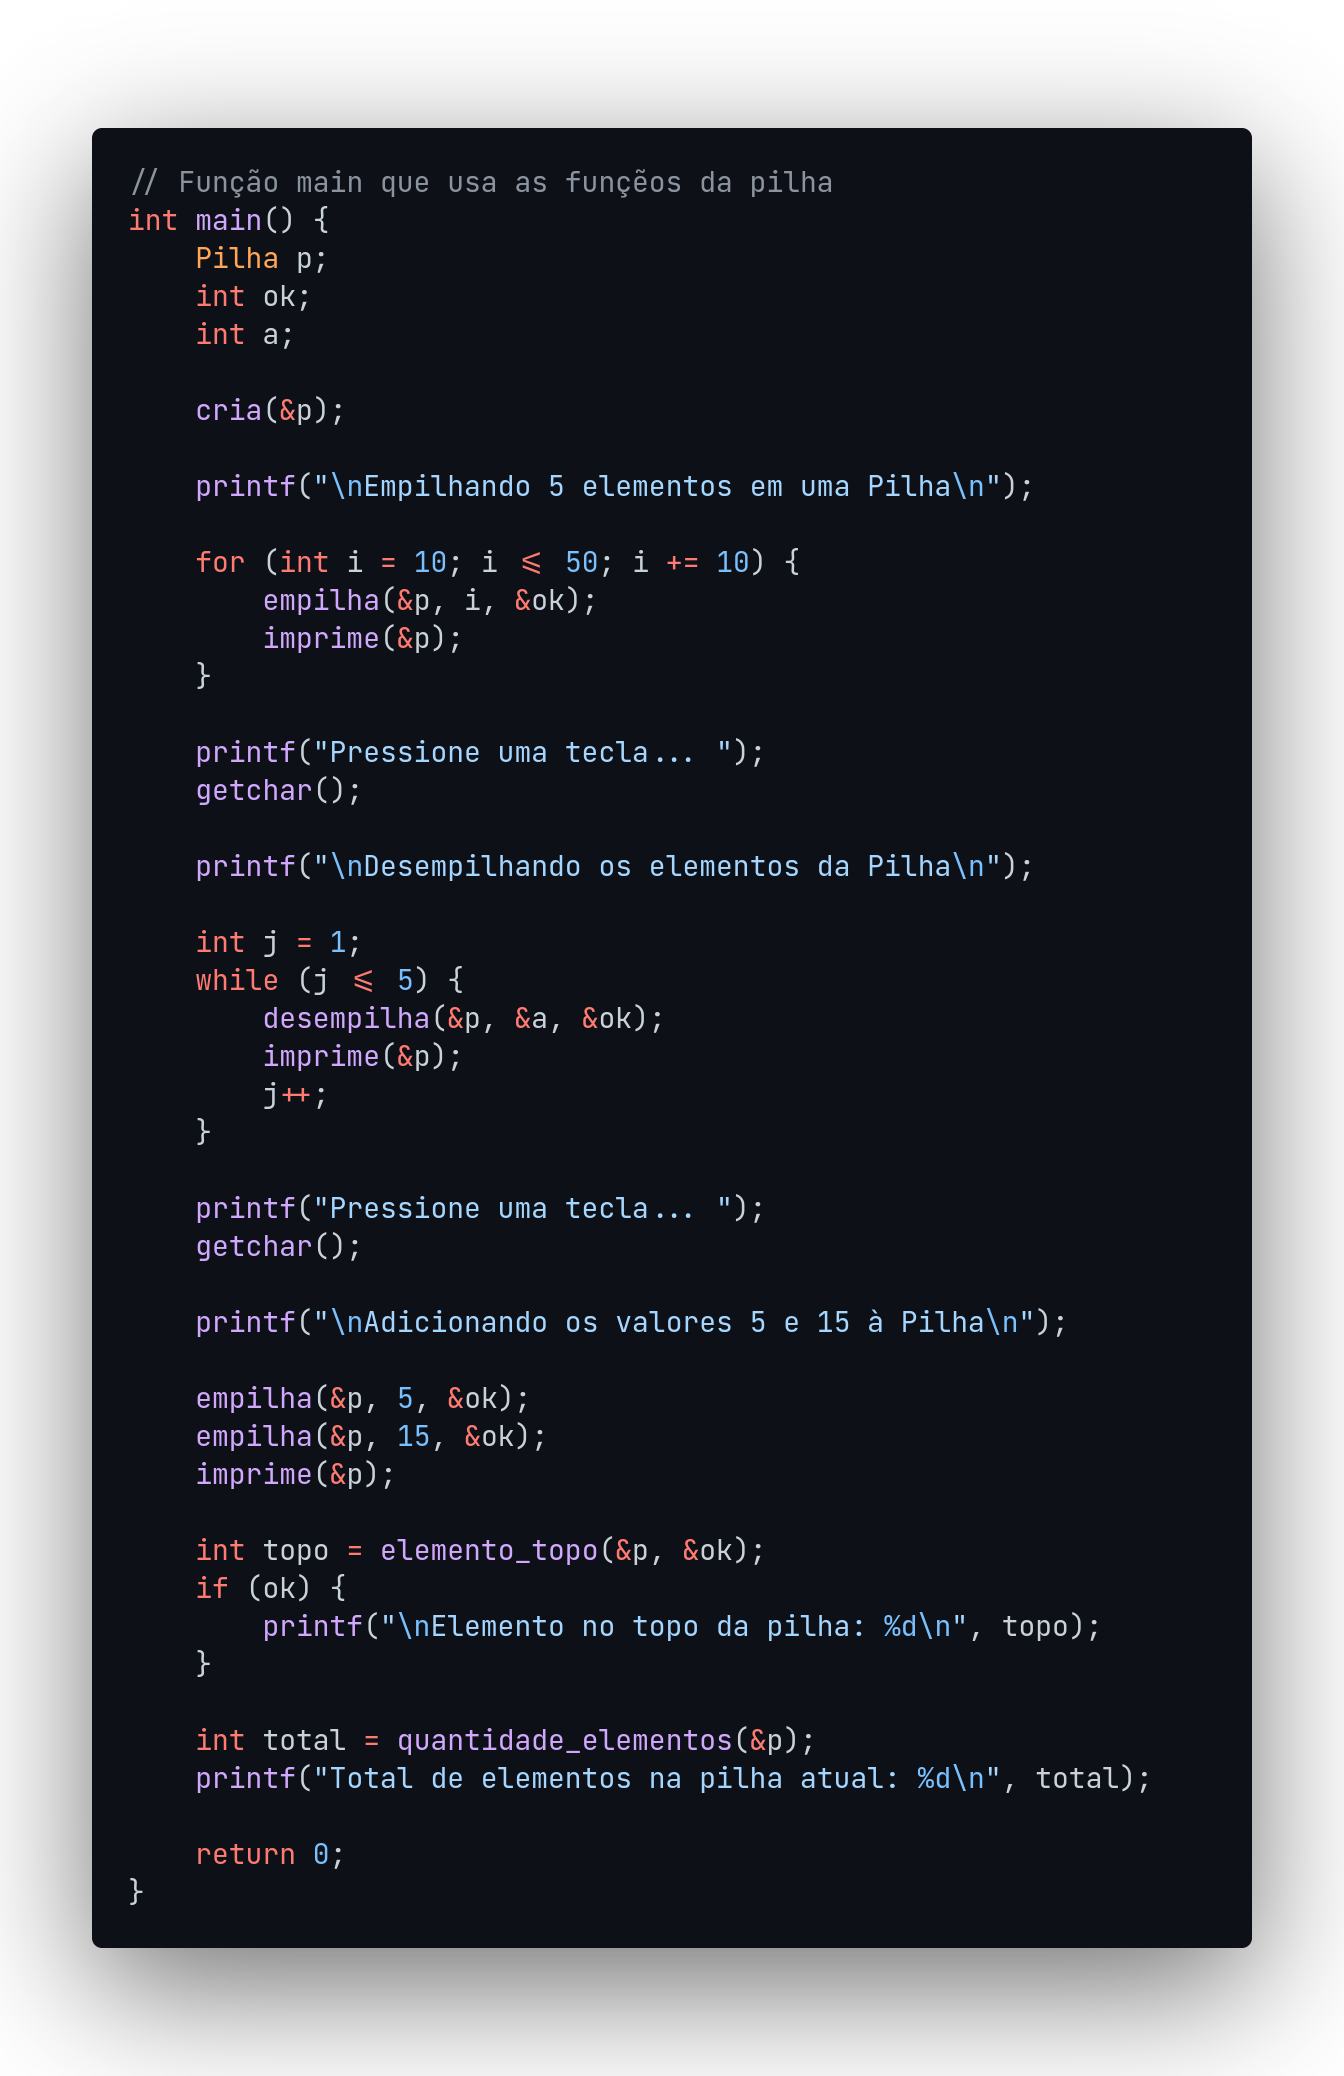 // Função main que usa as funçẽos da pilha
int main() {
    Pilha p;
    int ok;
    int a;

    cria(&p);

    printf("\nEmpilhando 5 elementos em uma Pilha\n");

    for (int i = 10; i <= 50; i += 10) {
        empilha(&p, i, &ok);
        imprime(&p);
    }

    printf("Pressione uma tecla... ");
    getchar();

    printf("\nDesempilhando os elementos da Pilha\n");

    int j = 1;
    while (j <= 5) {
        desempilha(&p, &a, &ok);
        imprime(&p);
        j++;
    }

    printf("Pressione uma tecla... ");
    getchar();

    printf("\nAdicionando os valores 5 e 15 à Pilha\n");

    empilha(&p, 5, &ok);
    empilha(&p, 15, &ok);
    imprime(&p);

    int topo = elemento_topo(&p, &ok);
    if (ok) {
        printf("\nElemento no topo da pilha: %d\n", topo);
    }

    int total = quantidade_elementos(&p);
    printf("Total de elementos na pilha atual: %d\n", total);

    return 0;
}